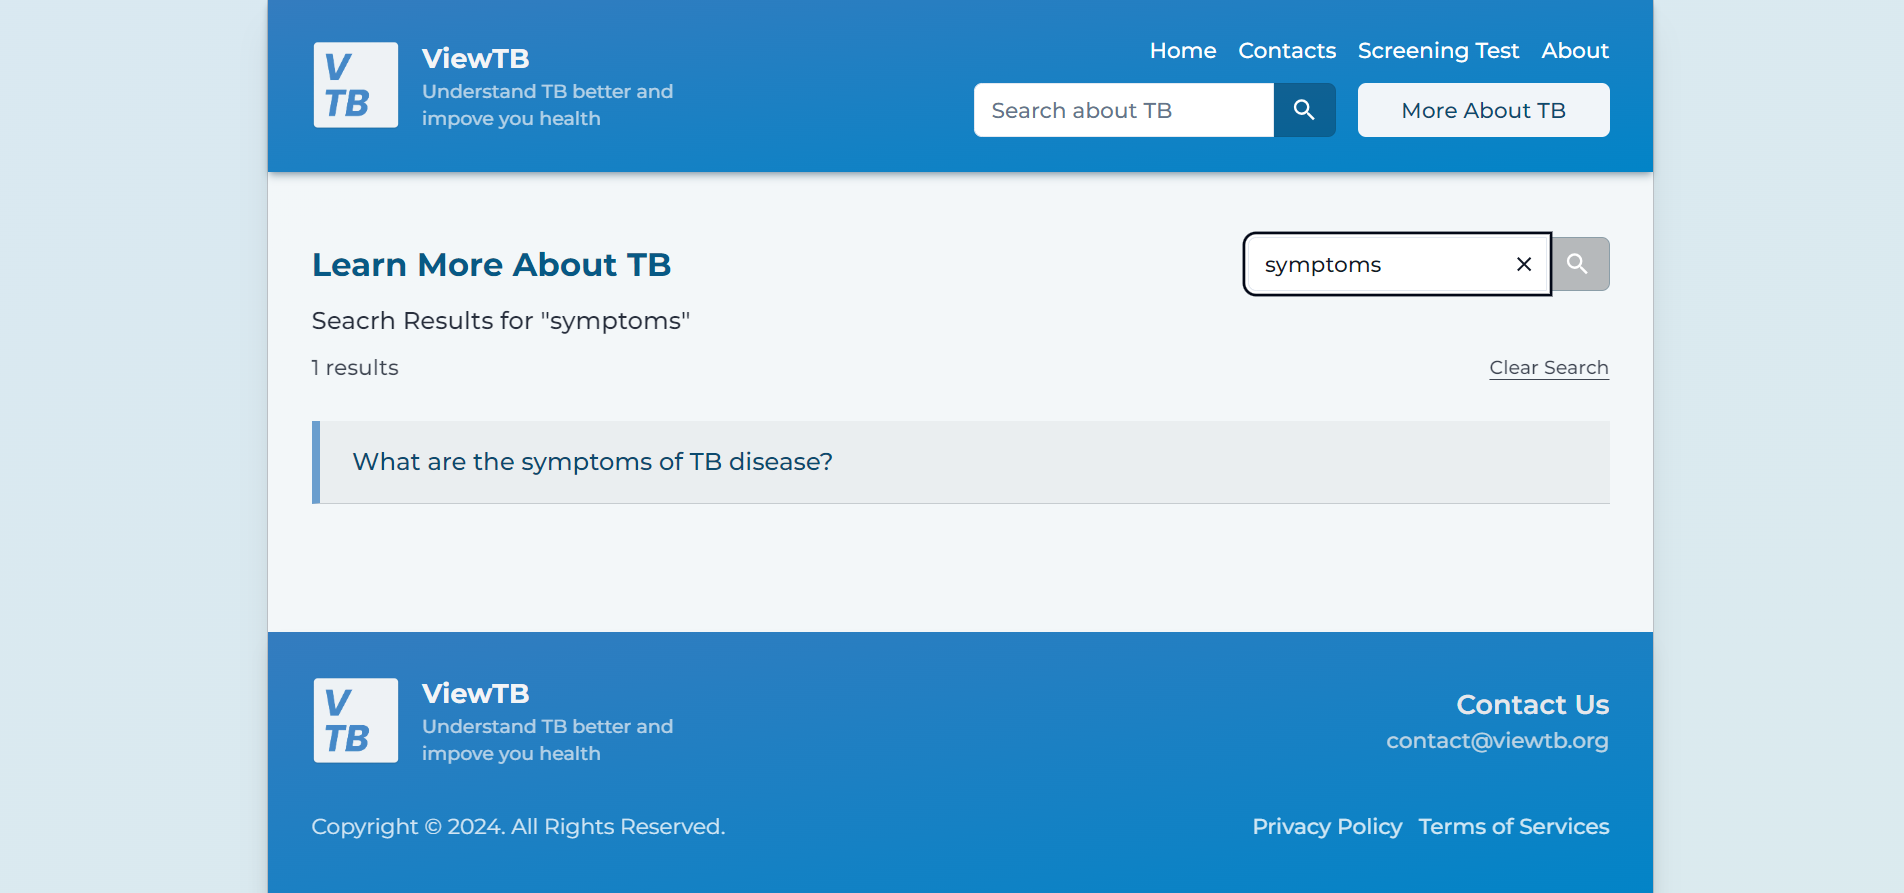 V
TB
ViewTB
Understand TB better and
impove you health
Home Contacts Screening Test About
Search about TB
More About TB
Learn More About TB
symptoms
Seacrh Results for "symptoms"
1 results
Clear Search
What are the symptoms of TB disease?
V
TB
ViewTB
Understand TB better and
impove you health
Contact Us
contact@viewtb.org
Copyright © 2024. All Rights Reserved.
Privacy Policy Terms of Services